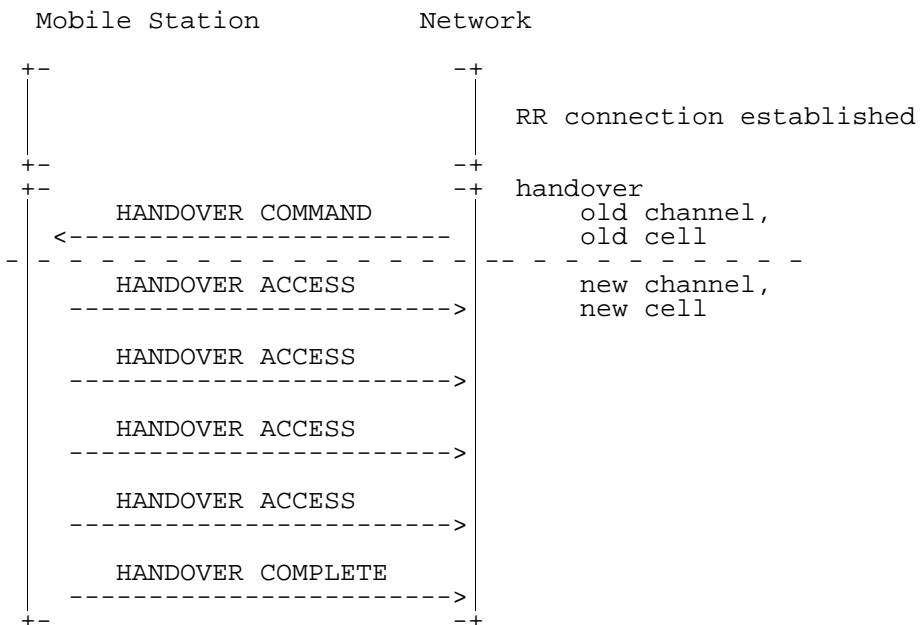 Mobile Station Network
RR connection established
handover
HANDOVER COMMAND old channel,
old cell
HANDOVER ACCESS new channel,
new cell
HANDOVER ACCESS
HANDOVER ACCESS
HANDOVER ACCESS
HANDOVER COMPLETE